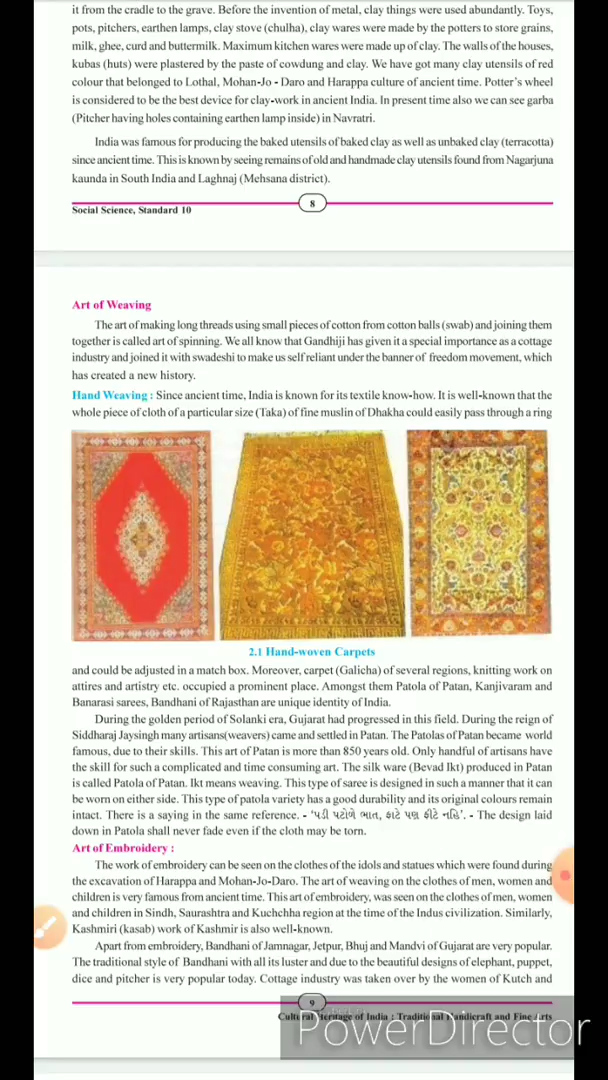 it from the cradle to the grave. Before the invention of metal, clay things were used abundantly. Toys,
pots, pitchers, earthen lamps, clay stove (chulha), clay wares were made by the potters to store grains,
milk, ghee, curd and buttermilk. Maximum kitchen wares were made up of clay. The walls of the houses,
kubas (huts) were plastered by the paste of cowdung and clay. We have got many clay utensils of red
colour that belonged to Lothal, Mohan-Jo - Daro and Harappa culture of ancient time. Potter's wheel
is considered to be the best device for clay-work in ancient India. In present time also we can see garba
(Pitcher having holes containing earthen lamp inside) in Navratri.
India was famous for producing the baked utensils of baked clay as well as unbaked clay (terracotta)
since ancient time. This is known by seeing remains of old and handmade clay utensils found from Nagarjuna
kaunda in South India and Laghnaj (Mehsana district).
8
Social Science, Standard 10
Art of Weaving
The art of making long threads using small pieces of cotton from cotton balls (swab) and joining them
together is called art of spinning. We all know that Gandhiji has given it a special importance as a cottage
industry and joined it with swadeshi to make us self reliant under the banner of freedom movement, which
has created a new history.
Hand Weaving : Since ancient time, India is known for its textile know-how. It is well-known that the
whole piece of cloth of a particular size (Taka) of fine muslin of Dhakha could easily pass through a ring
2.1 Hand-woven Carpets
and could be adjusted in a match box. Moreover, carpet (Galicha) of several regions, knitting work on
attires and artistry etc. occupied a prominent place. Amongst them Patola of Patan, Kanjivaram and
Banarasi sarees, Bandhani of Rajasthan are unique identity of India.
During the golden period of Solanki era, Gujarat had progressed in this field. During the reign of
Siddharaj Jaysingh many artisans(weavers) came and settled in Patan. The Patolas of Patan became world
famous, due to their skills. This art of Patan is more than 850 years old. Only handful of artisans have
the skill for such a complicated and time consuming art. The silk ware (Bevad Ikt) produced in Patan
is called Patola of Patan. Ikt means weaving. This type of saree is designed in such a manner that it can
be worn on either side. This type of patola variety has a good durability and its original colours remain
intact. There is a saying in the same reference. - ‘પડી પટોળે ભાત, ફાટે પણ ફીટે નહિ’. - The design laid
down in Patola shall never fade even if the cloth may be torn.
Art of Embroidery :
The work of embroidery can be seen on the clothes of the idols and statues which were found during
the excavation of Harappa and Mohan-Jo-Daro. The art of weaving on the clothes of men, women and
children is very famous from ancient time. This art of embroidery, was seen on the clothes of men, women
and children in Sindh, Saurashtra and Kuchchha region at the time of the Indus civilization. Similarly,
Kashmiri (kasab) work of Kashmir is also well-known.
Apart from embroidery, Bandhani of Jamnagar, Jetpur, Bhuj and Mandvi of Gujarat are very popular.
The traditional style of Bandhani with all its luster and due to the beautiful designs of elephant, puppet,
dice and pitcher is very popular today. Cottage industry was taken over by the women of Kutch and
9
Cultural Heritage of India : Traditional Handicraft and Fine Arts
PowerDirector